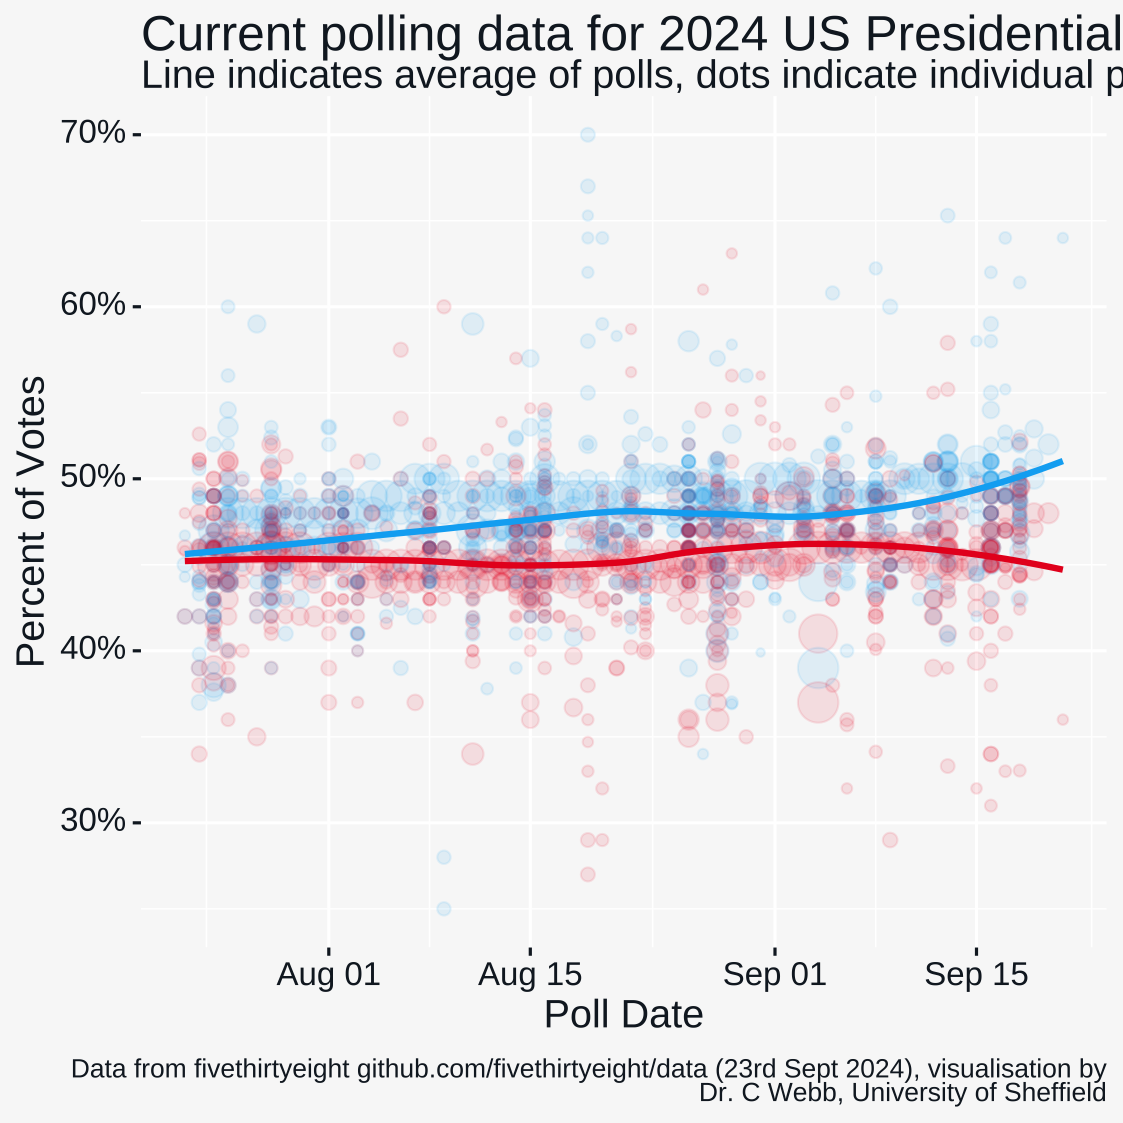 Current polling data for 2024 US Presidential
Line indicates average of polls, dots indicate individual p
70%
60%
50%
40%
30%
Percent of Votes
Aug 01
Aug 15
Sep 01
Sep 15
Poll Date
Data from fivethirtyeight github.com/fivethirtyeight/data (23rd Sept 2024), visualisation by
Dr. C Webb, University of Sheffield